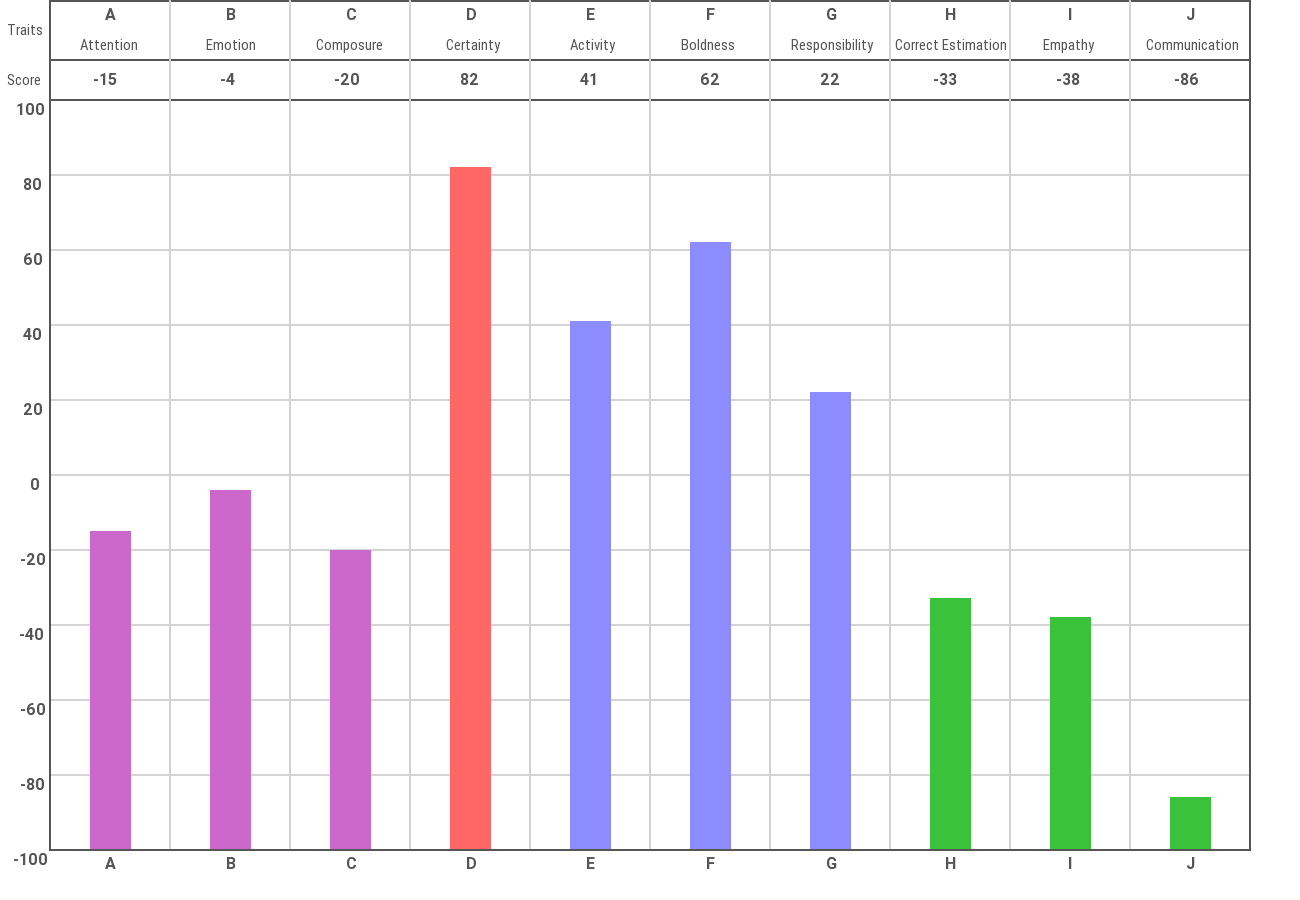 Traits A B C D E F G H I J
Attention Emotion Composure Certainty Activity Boldness Responsibility Correct Estimation Empathy Communication
Score -15 -4 -20 82 41 62 22 -33 -38 -86
100
80
60
40
20
0
-20
-40
-60
-80
-100
A B C D E F G H I J